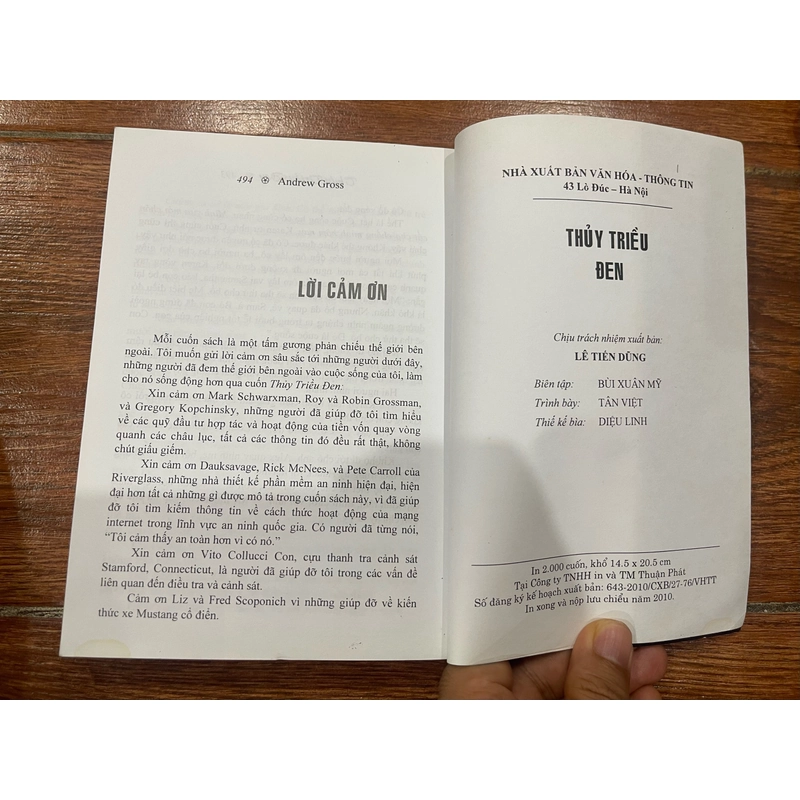 494 Andrew Gross
LỜI CẢM ƠN
Mỗi cuốn sách là một tấm gương phản chiếu thế giới bên
ngoài. Tôi muốn gửi lời cảm ơn sâu sắc tới những người dưới đây,
những người đã đem thế giới bên ngoài vào cuộc sống của tôi, làm
cho nó sống động hơn qua cuốn Thủy Triều Đen:
Xin cảm ơn Mark Schwarxman, Roy và Robin Grossman,
và Gregory Kopchinsky, những người đã giúp đỡ tôi tìm hiểu
về các quỹ đầu tư hợp tác và hoạt động của tiền vốn quay vòng
quanh các châu lục, tất cả các thông tin đó đều rất thật, không
chút giấu giếm.
Xin cảm ơn Dauksavage, Rick McNees, và Pete Carroll của
Riverglass, những nhà thiết kế phần mềm an ninh hiện đại, hiện
đại hơn tất cả những gì được mô tả trong cuốn sách này, vì đã giúp
đỡ tôi tìm kiếm thông tin về cách thức hoạt động của mạng
internet trong lĩnh vực an ninh quốc gia. Có người đã từng nói,
“Tôi cảm thấy an toàn hơn vì có nó.”
Xin cảm ơn Vito Collucci Con, cựu thanh tra cảnh sát
Stamford, Connecticut, là người đã giúp đỡ tôi trong các vấn đề
liên quan đến điều tra và cảnh sát.
Cảm ơn Liz và Fred Scoponich vì những giúp đỡ về kiến
thức xe Mustang cổ điển.
NHÀ XUẤT BẢN VĂN HÓA - THÔNG TIN
43 Lò Đúc – Hà Nội
THỦY TRIỀU
ĐEN
Chịu trách nhiệm xuất bản:
LÊ TIẾN DŨNG
Biên tập: BÙI XUÂN MỸ
Trình bày: TÂN VIỆT
Thiết kế bìa: DIỆU LINH
In 2.000 cuốn, khổ 14.5 x 20.5 cm
Tại Công ty TNHH in và TM Thuận Phát
Số đăng ký kế hoạch xuất bản: 643-2010/CXB/27-76/VHTT
In xong và nộp lưu chiểu năm 2010.